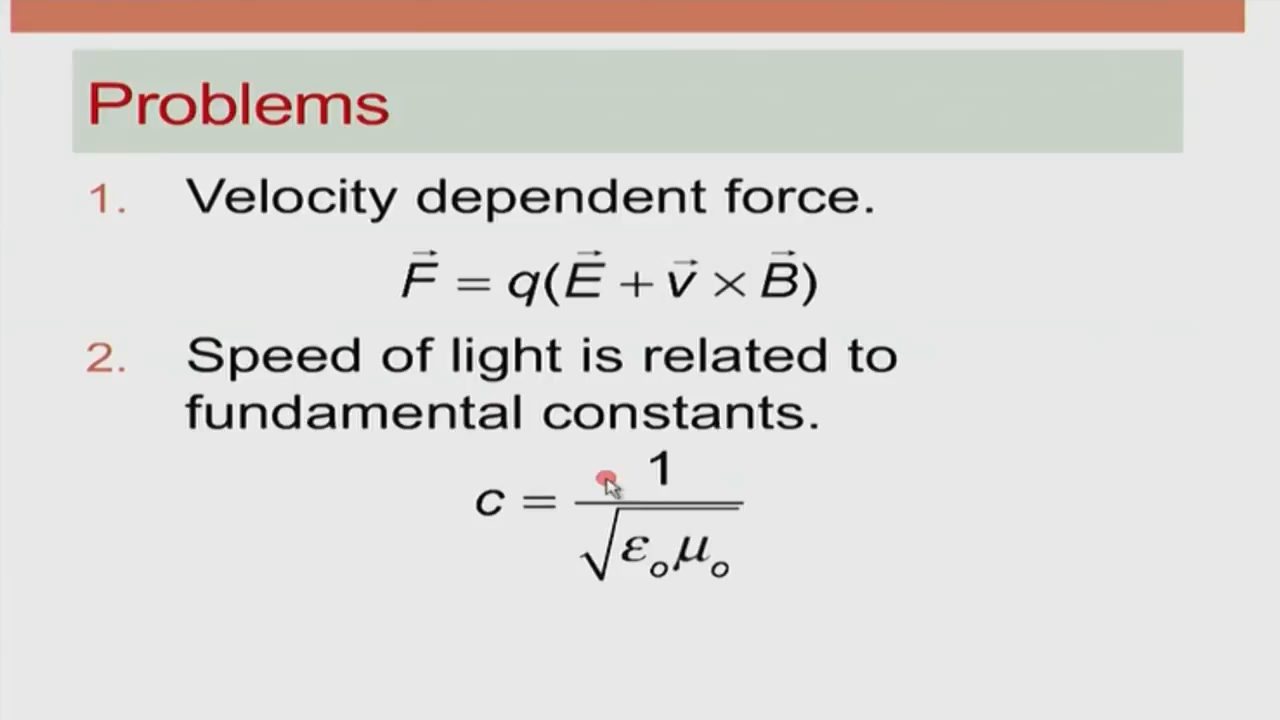 Problems
1. Velocity dependent force.
F⃗ = q(E⃗ + v⃗ × B⃗)
2. Speed of light is related to
fundamental constants.
c = 1 / √(ε₀μ₀)